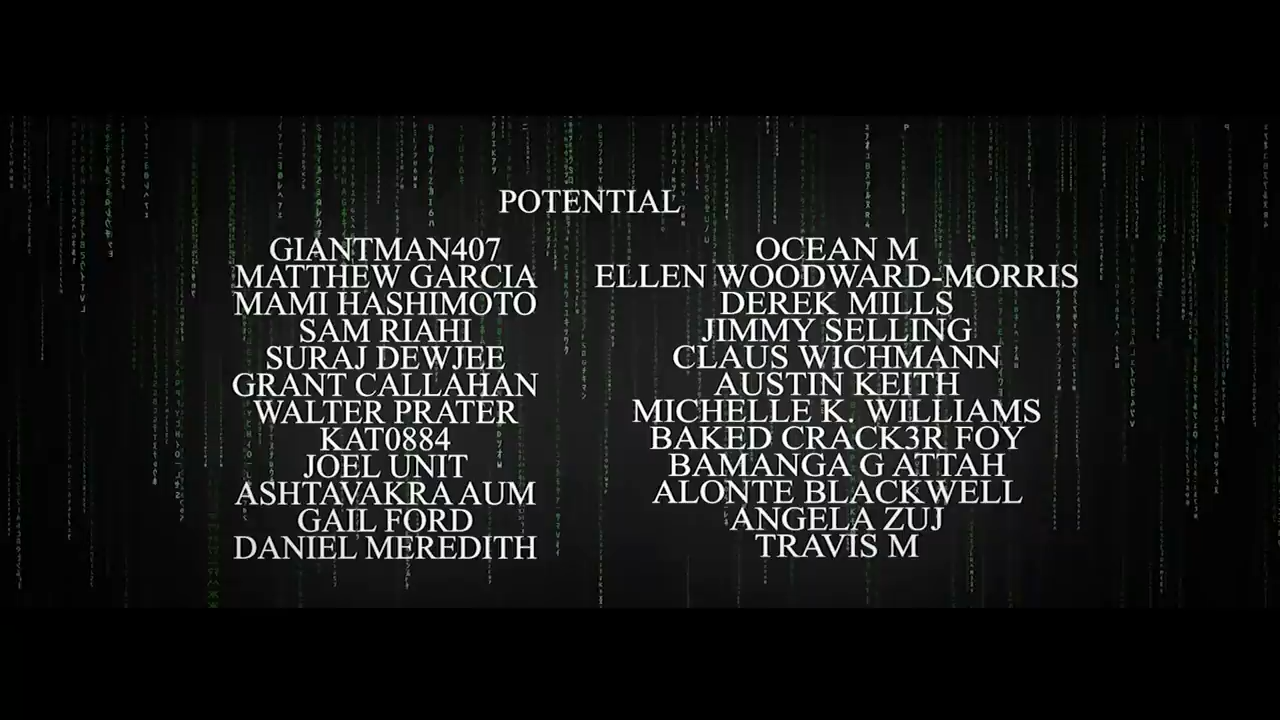 POTENTIAL
GIANTMAN407
MATTHEW GARCIA
MAMI HASHIMOTO
SAM RIAHI
SURAJ DEWJEE
GRANT CALLAHAN
WALTER PRATER
KAT0884
JOEL UNIT
ASHTAVAKRA AUM
GAIL FORD
DANIEL MEREDITH
OCEAN M
ELLEN WOODWARD-MORRIS
DEREK MILLS
JIMMY SELLING
CLAUS WICHMANN
AUSTIN KEITH
MICHELLE K. WILLIAMS
BAKED CRACK3R FOY
BAMANGA G ATTAH
ALONTE BLACKWELL
ANGELA ZUJ
TRAVIS M